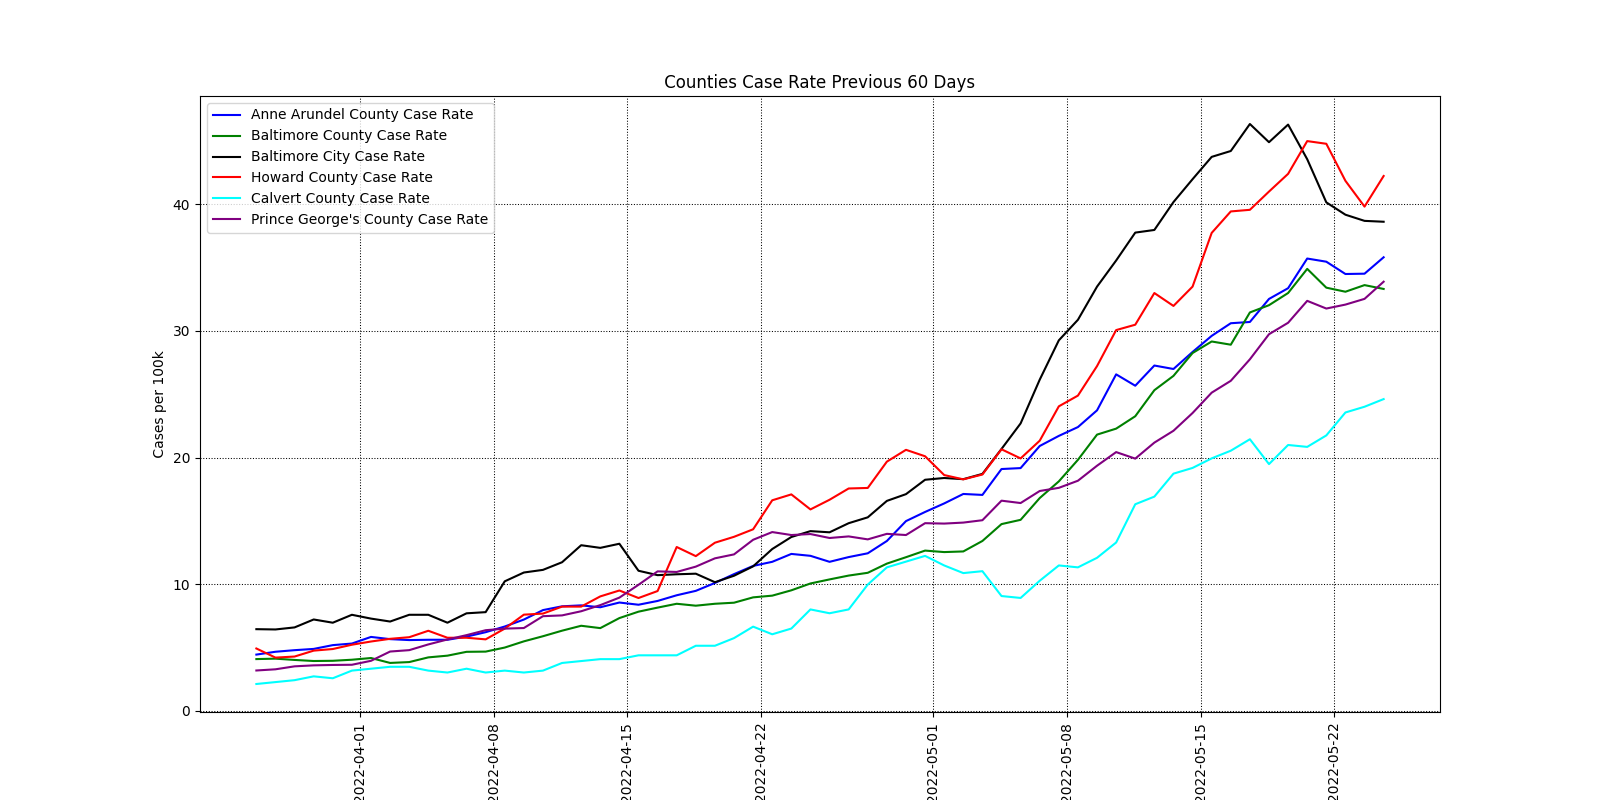 Counties Case Rate Previous 60 Days
Anne Arundel County Case Rate
Baltimore County Case Rate
Baltimore City Case Rate
Howard County Case Rate
Calvert County Case Rate
Prince George's County Case Rate
Cases per 100k
40
30
20
10
0
2022-04-01
2022-04-08
2022-04-15
2022-04-22
2022-05-01
2022-05-08
2022-05-15
2022-05-22